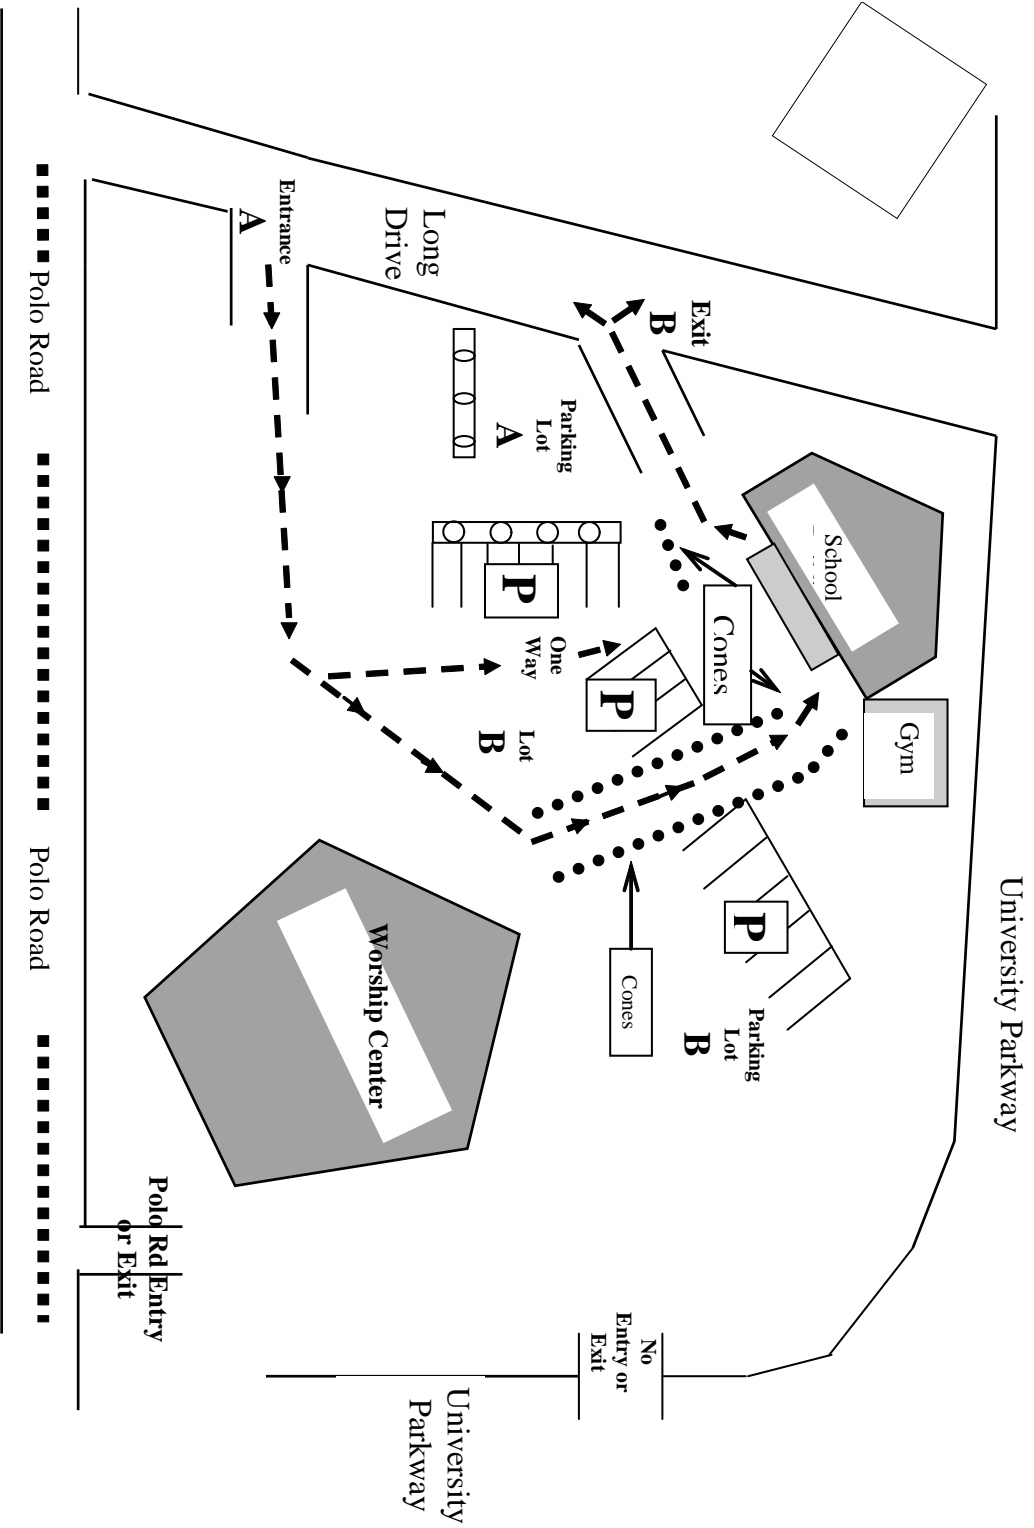 University Parkway
Gym
School
Exit
B
Cones
Parking
Lot
B
P
P
Cones
No
Entry or
Exit
Parking
Lot
A
One
Way
P
Lot
B
Long
Drive
University
Parkway
Worship Center
Entrance
A
Polo Rd Entry
or Exit
Polo Road
Polo Road